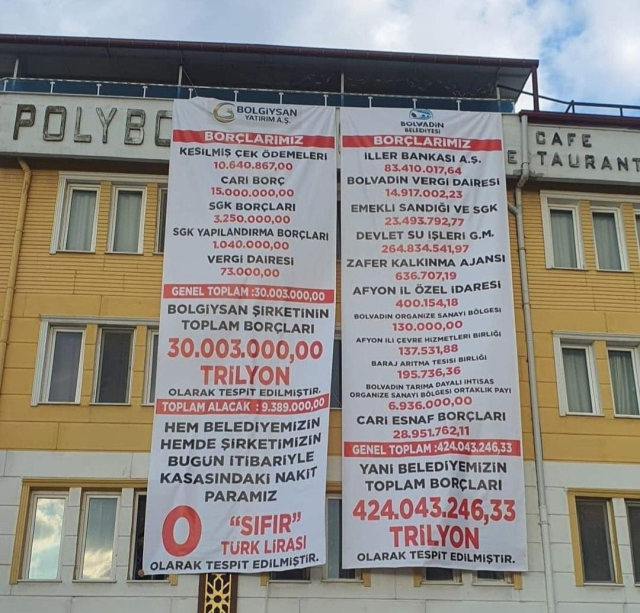 POLYBO
CAFE
E TAURANT
BOLGİYSAN
YATIRIM A.Ş.
BORÇLARIMIZ
KESİLMİŞ ÇEK ÖDEMELERİ
10.640.867,00
CARİ BORÇ
15.000.000,00
SGK BORÇLARI
3.250.000,00
SGK YAPILANDIRMA BORÇLARI
1.040.000,00
VERGİ DAİRESİ
73.000,00
GENEL TOPLAM :30.003.000,00
BOLGİYSAN ŞİRKETİNİN
TOPLAM BORÇLARI
30.003.000,00
TRİLYON
OLARAK TESPİT EDİLMİŞTİR.
TOPLAM ALACAK : 9.389.000,00
HEM BELEDİYEMİZİN
HEMDE ŞİRKETİMİZİN
BUGÜN İTİBARİYLE
KASASINDAKİ NAKİT
PARAMIZ
0 "SIFIR"
TÜRK LİRASI
OLARAK TESPİT EDİLMİŞTİR.
BOLVADİN
BELEDİYESİ
BORÇLARIMIZ
İLLER BANKASI A.Ş.
83.410.017,64
BOLVADİN VERGİ DAİRESİ
14.917.002,23
EMEKLİ SANDIĞI VE SGK
23.493.792,77
DEVLET SU İŞLERİ G.M.
264.834.541,97
ZAFER KALKINMA AJANSI
636.707,19
AFYON İL ÖZEL İDARESİ
400.154,18
BOLVADİN ORGANİZE SANAYİ BÖLGESİ
130.000,00
AFYON İLİ ÇEVRE HİZMETLERİ BİRLİĞİ
137.531,88
BARAJ ARITMA TESİSİ BİRLİĞİ
195.736,36
BOLVADİN TARIMA DAYALI İHTİSAS
ORGANİZE SANAYİ BÖLGESİ ORTAKLIK PAYI
6.936.000,00
CARİ ESNAF BORÇLARI
28.951.762,11
GENEL TOPLAM :424.043.246,33
YANİ BELEDİYEMİZİN
TOPLAM BORÇLARI
424.043.246,33
TRİLYON
OLARAK TESPİT EDİLMİŞTİR.